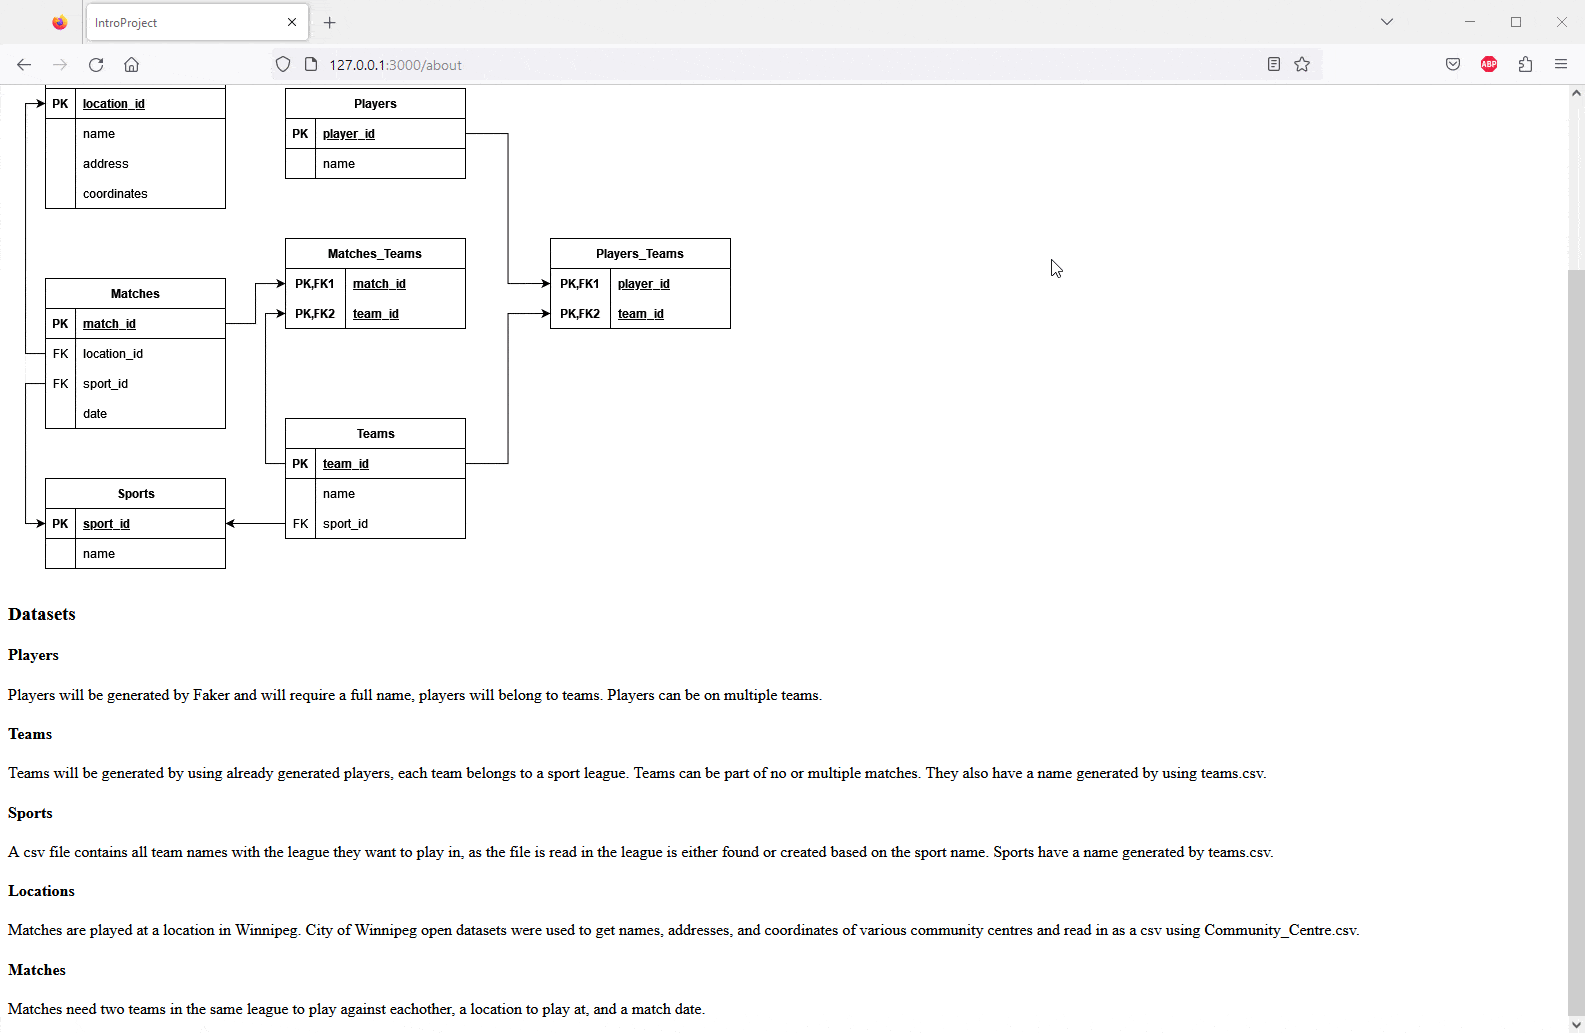 IntroProject
127.0.0.1:3000/about
ABP
PK location_id
name
address
coordinates
Players
PK player_id
name
Matches_Teams
PK,FK1 match_id
PK,FK2 team_id
Players_Teams
PK,FK1 player_id
PK,FK2 team_id
Matches
PK match_id
FK location_id
FK sport_id
date
Teams
PK team_id
name
FK sport_id
Sports
PK sport_id
name
Datasets
Players
Players will be generated by Faker and will require a full name, players will belong to teams. Players can be on multiple teams.
Teams
Teams will be generated by using already generated players, each team belongs to a sport league. Teams can be part of no or multiple matches. They also have a name generated by using teams.csv.
Sports
A csv file contains all team names with the league they want to play in, as the file is read in the league is either found or created based on the sport name. Sports have a name generated by teams.csv.
Locations
Matches are played at a location in Winnipeg. City of Winnipeg open datasets were used to get names, addresses, and coordinates of various community centres and read in as a csv using Community_Centre.csv.
Matches
Matches need two teams in the same league to play against eachother, a location to play at, and a match date.